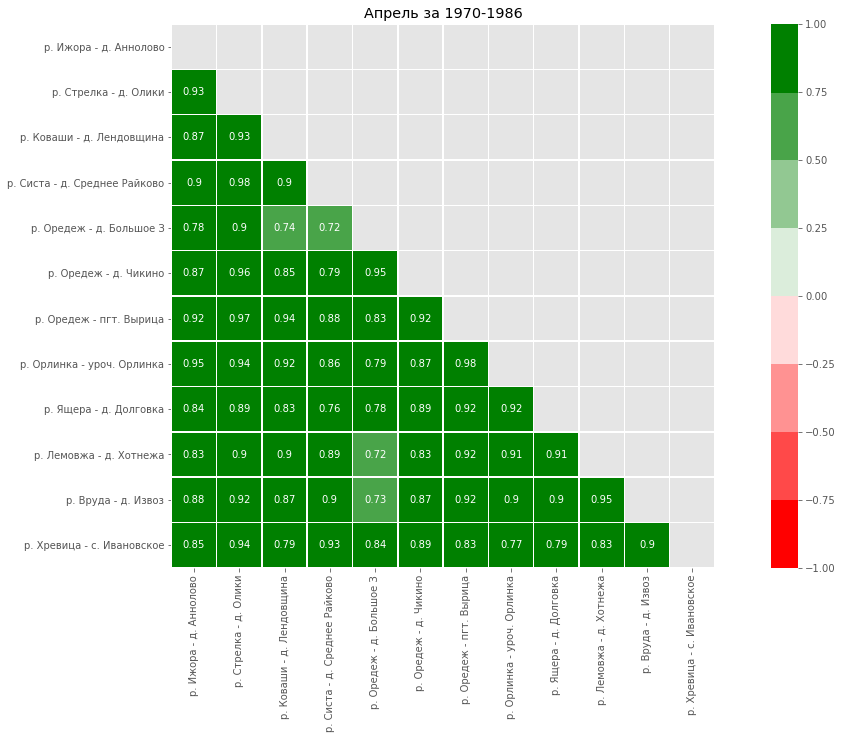 Апрель за 1970-1986
р. Ижора - д. Аннолово
р. Стрелка - д. Олики
0.93
р. Коваши - д. Лендовщина
0.87 0.93
р. Систа - д. Среднее Райково
0.9 0.98 0.9
р. Оредеж - д. Большое З
0.78 0.9 0.74 0.72
р. Оредеж - д. Чикино
0.87 0.96 0.85 0.79 0.95
р. Оредеж - пгт. Вырица
0.92 0.97 0.94 0.88 0.83 0.92
р. Орлинка - уроч. Орлинка
0.95 0.94 0.92 0.86 0.79 0.87 0.98
р. Ящера - д. Долговка
0.84 0.89 0.83 0.76 0.78 0.89 0.92 0.92
р. Лемовжа - д. Хотнежа
0.83 0.9 0.9 0.89 0.72 0.83 0.92 0.91 0.91
р. Вруда - д. Извоз
0.88 0.92 0.87 0.9 0.73 0.87 0.92 0.9 0.9 0.95
р. Хревица - с. Ивановское
0.85 0.94 0.79 0.93 0.84 0.89 0.83 0.77 0.79 0.83 0.9
р. Ижора - д. Аннолово
р. Стрелка - д. Олики
р. Коваши - д. Лендовщина
р. Систа - д. Среднее Райково
р. Оредеж - д. Большое З
р. Оредеж - д. Чикино
р. Оредеж - пгт. Вырица
р. Орлинка - уроч. Орлинка
р. Ящера - д. Долговка
р. Лемовжа - д. Хотнежа
р. Вруда - д. Извоз
р. Хревица - с. Ивановское
1.00
0.75
0.50
0.25
0.00
−0.25
−0.50
−0.75
−1.00